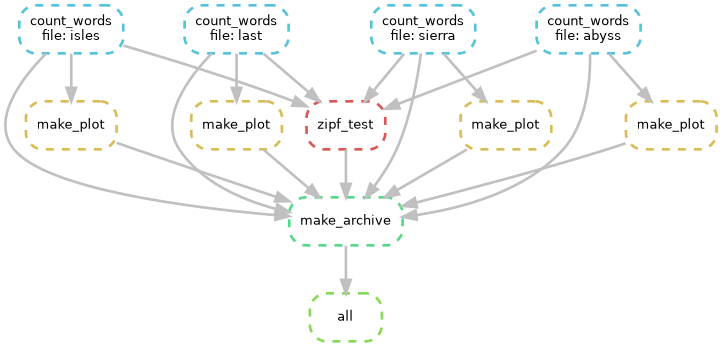 count_words
file: isles
count_words
file: last
count_words
file: sierra
count_words
file: abyss
make_plot
make_plot
zipf_test
make_plot
make_plot
make_archive
all